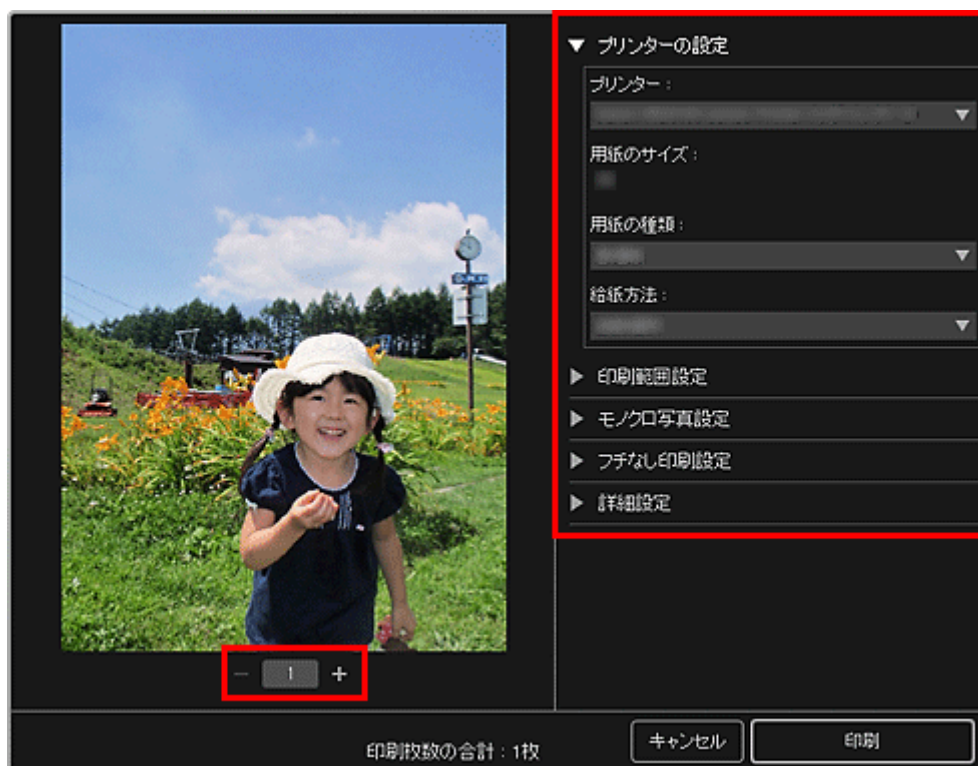 プリンターの設定
プリンター：
用紙のサイズ：
用紙の種類：
給紙方法：
印刷範囲設定
モノクロ写真設定
フチなし印刷設定
詳細設定
1
印刷枚数の合計：1枚
キャンセル
印刷